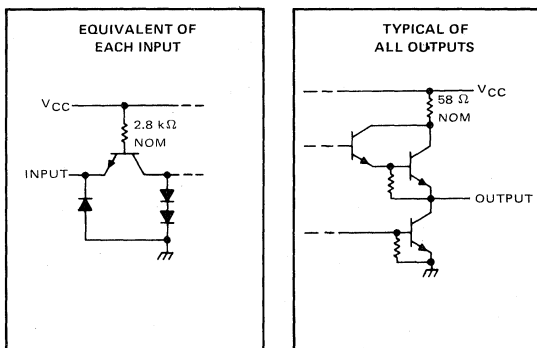 EQUIVALENT OF
EACH INPUT
VCC
2.8 kΩ
NOM
INPUT
TYPICAL OF
ALL OUTPUTS
VCC
58 Ω
NOM
OUTPUT